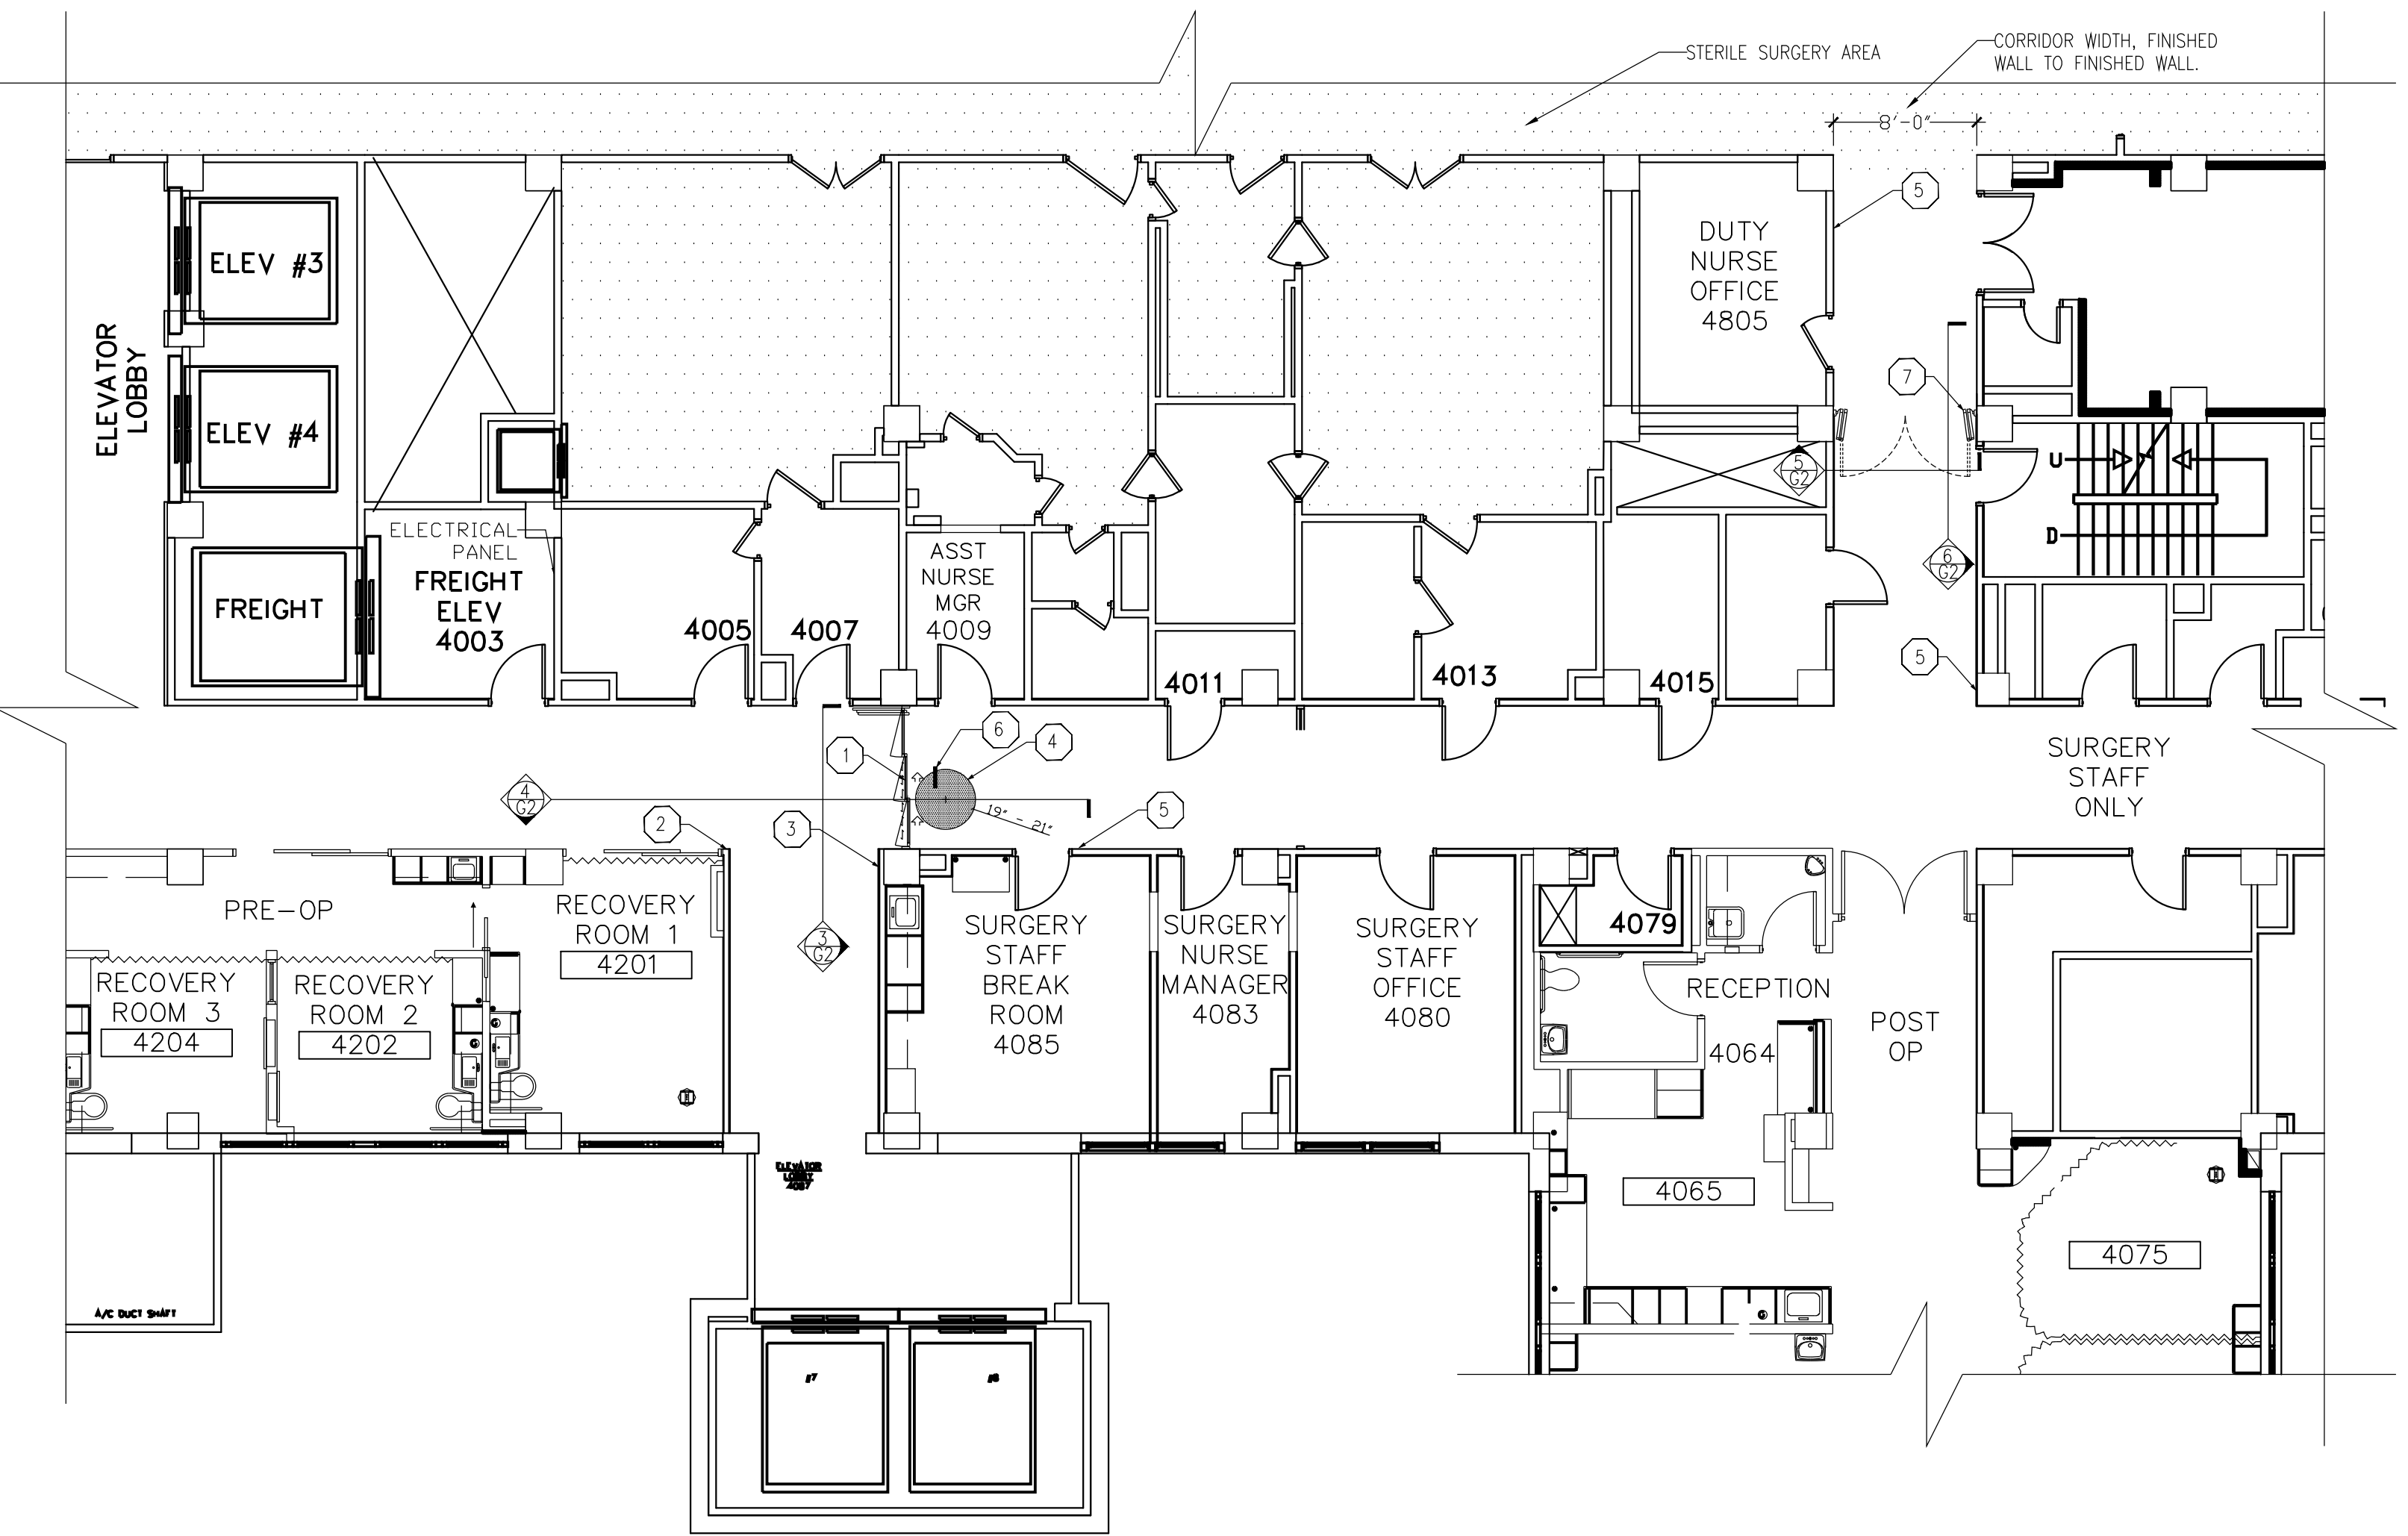 STERILE SURGERY AREA
CORRIDOR WIDTH, FINISHED
WALL TO FINISHED WALL.
8'-0"
5
DUTY
NURSE
OFFICE
4805
ELEV #3
ELEVATOR
LOBBY
ELEV #4
7
5
G2
U
D
6
G2
ELECTRICAL
PANEL
FREIGHT
ELEV
4003
FREIGHT
4005
4007
ASST
NURSE
MGR
4009
4011
4013
4015
5
1
6
4
4
G2
19" - 21"
2
3
5
SURGERY
STAFF
ONLY
PRE-OP
RECOVERY
ROOM 1
4201
3
G2
RECOVERY
ROOM 3
4204
RECOVERY
ROOM 2
4202
SURGERY
STAFF
BREAK
ROOM
4085
SURGERY
NURSE
MANAGER
4083
SURGERY
STAFF
OFFICE
4080
4079
RECEPTION
4064
POST
OP
ELEVATOR
LOBBY
4087
4065
4075
A/C DUCT SHAFT
#7
#8